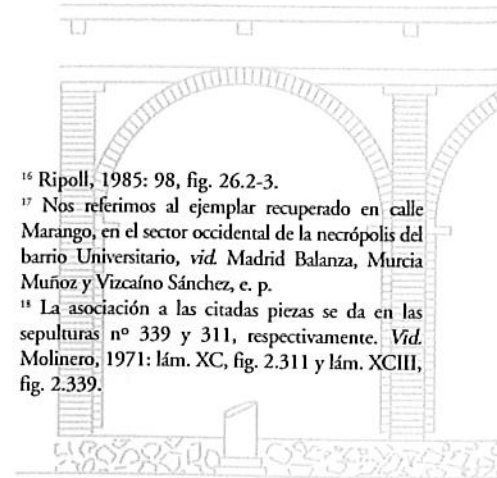 ¹⁶ Ripoll, 1985: 98, fig. 26.2-3.
¹⁷ Nos referimos al ejemplar recuperado en calle
Marango, en el sector occidental de la necrópolis del
barrio Universitario, vid. Madrid Balanza, Murcia
Muñoz y Vizcaíno Sánchez, e. p.
¹⁸ La asociación a las citadas piezas se da en las
sepulturas nº 339 y 311, respectivamente. Vid.
Molinero, 1971: lám. XC, fig. 2.311 y lám. XCIII,
fig. 2.339.